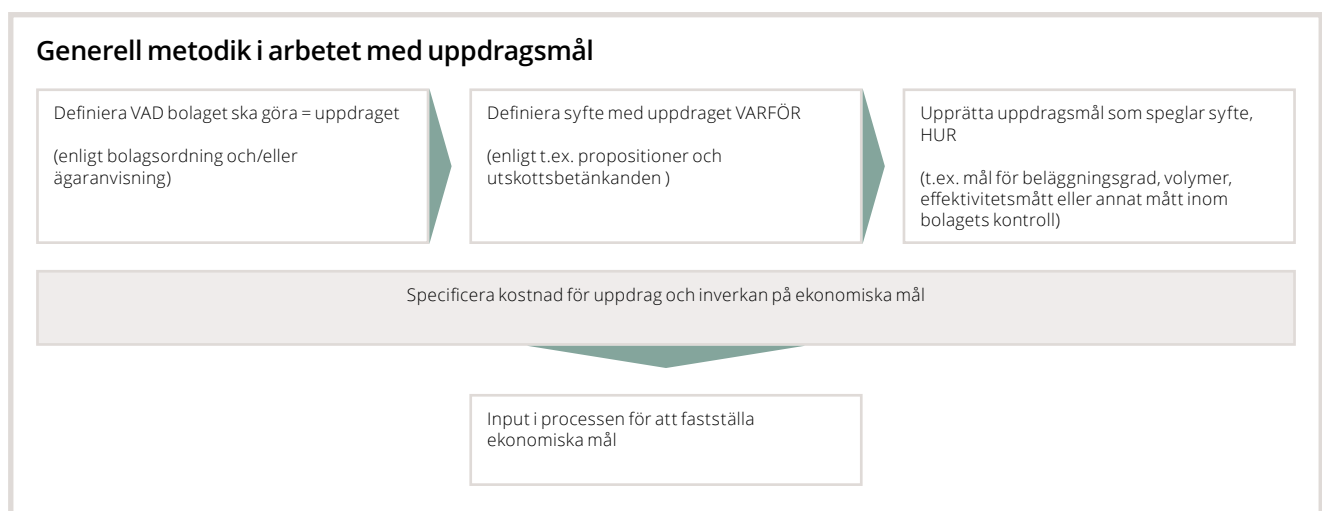 Generell metodik i arbetet med uppdragsmål
Definiera VAD bolaget ska göra = uppdraget
(enligt bolagsordning och/eller
ägaranvisning)
Definiera syfte med uppdraget VARFÖR
(enligt t.ex. propositioner och
utskottsbetänkanden )
Upprätta uppdragsmål som speglar syfte,
HUR
(t.ex. mål för beläggningsgrad, volymer,
effektivitetsmått eller annat mått inom
bolagets kontroll)
Specificera kostnad för uppdrag och inverkan på ekonomiska mål
Input i processen för att fastställa
ekonomiska mål